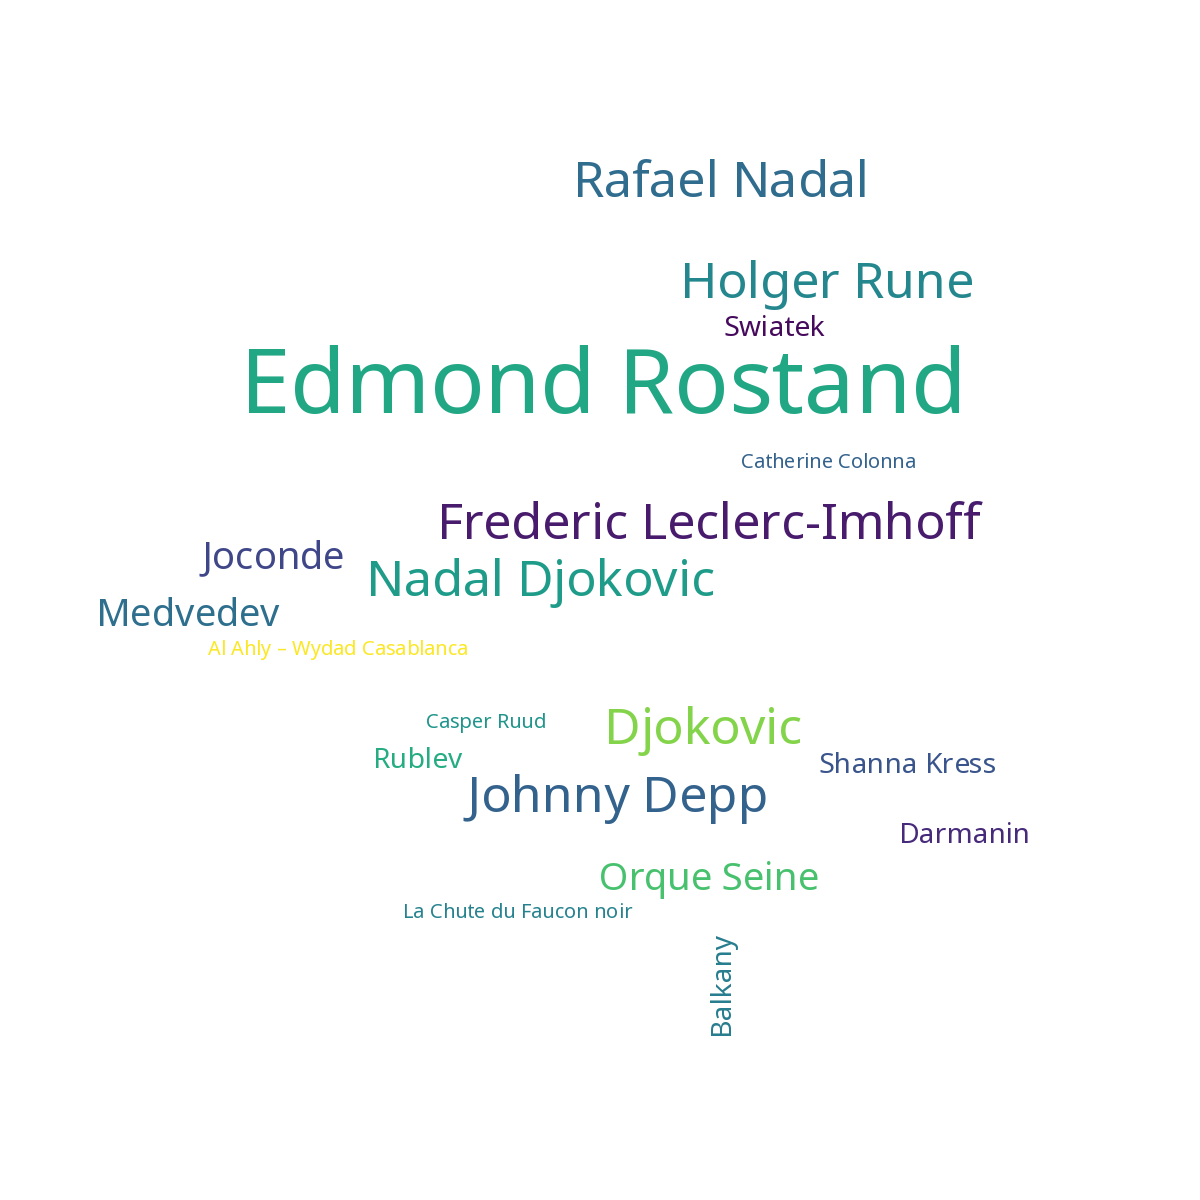 Rafael Nadal
Holger Rune
Swiatek
Edmond Rostand
Catherine Colonna
Frederic Leclerc-Imhoff
Joconde
Nadal Djokovic
Medvedev
Al Ahly – Wydad Casablanca
Casper Ruud
Djokovic
Rublev
Shanna Kress
Johnny Depp
Darmanin
Orque Seine
La Chute du Faucon noir
Balkany